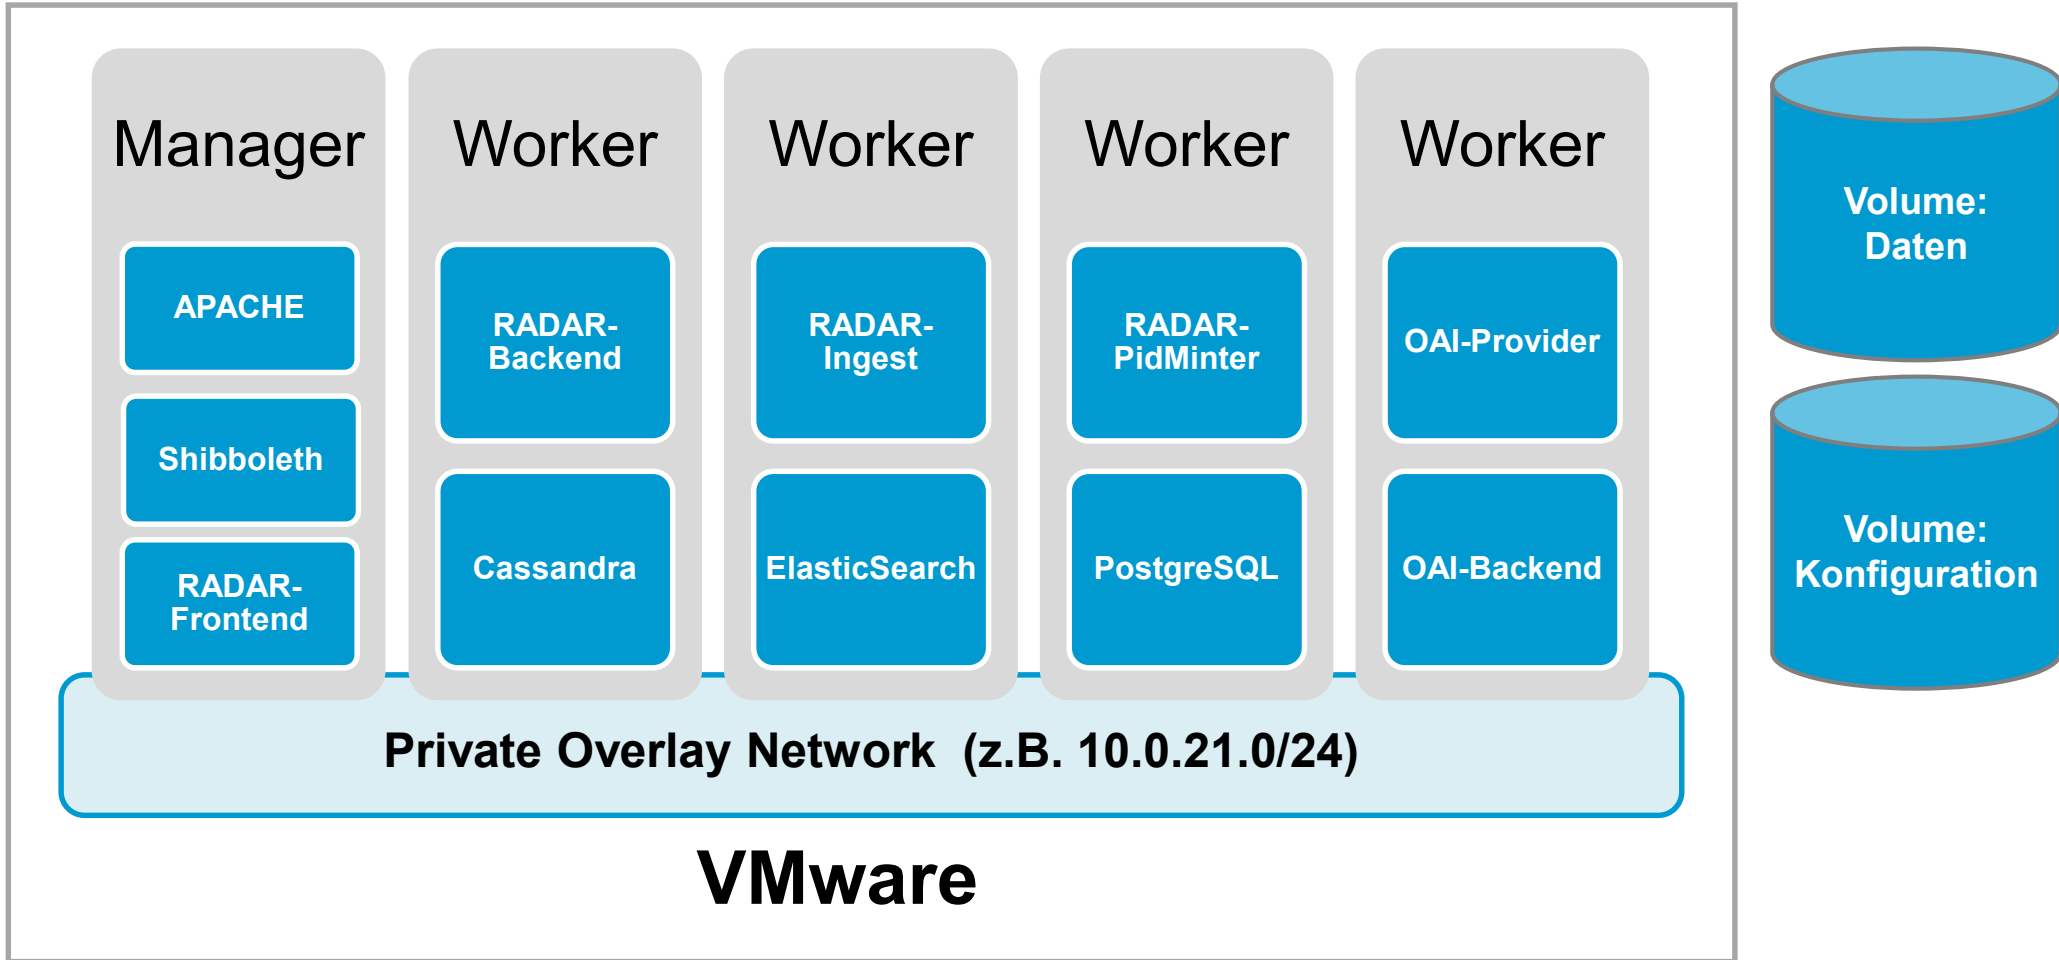 Manager
APACHE
Shibboleth
RADAR-
Frontend
Worker
RADAR-
Backend
Cassandra
Worker
RADAR-
Ingest
ElasticSearch
Worker
RADAR-
PidMinter
PostgreSQL
Worker
OAI-Provider
OAI-Backend
Private Overlay Network  (z.B. 10.0.21.0/24)
VMware
Volume:
Daten
Volume:
Konfiguration